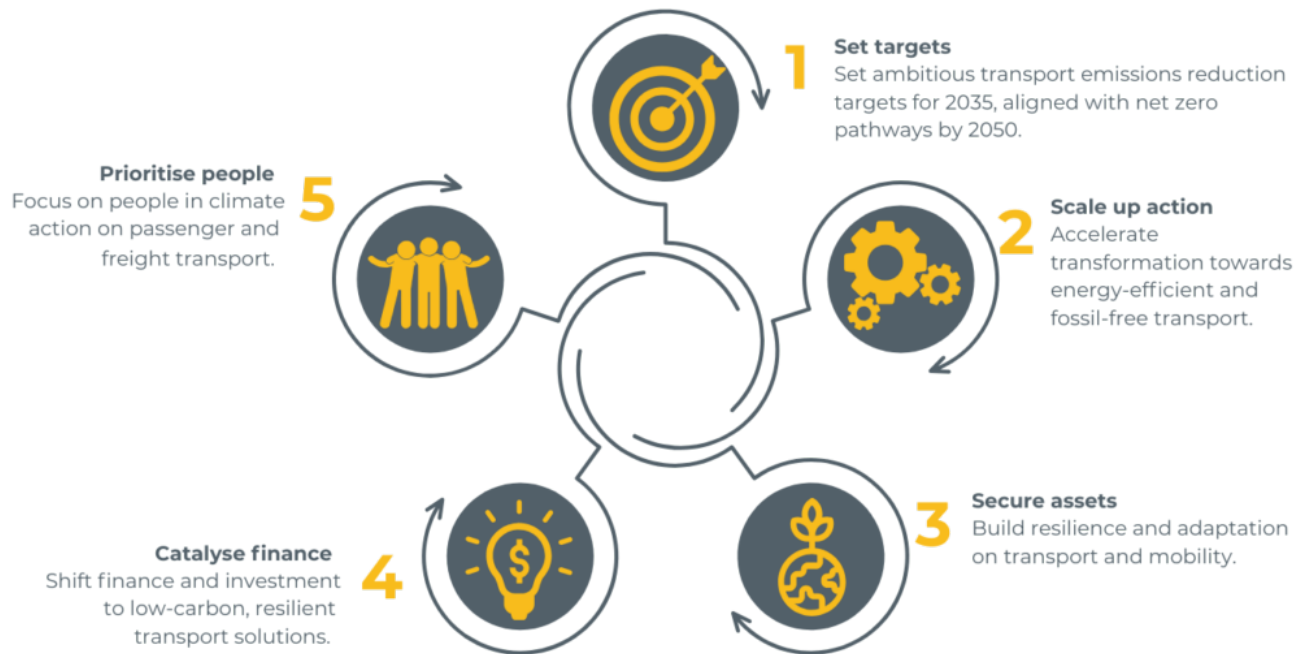 1
Set targets
Set ambitious transport emissions reduction
targets for 2035, aligned with net zero
pathways by 2050.
2
Scale up action
Accelerate
transformation towards
energy-efficient and
fossil-free transport.
3
Secure assets
Build resilience and adaptation
on transport and mobility.
4
Catalyse finance
Shift finance and investment
to low-carbon, resilient
transport solutions.
$
5
Prioritise people
Focus on people in climate
action on passenger and
freight transport.